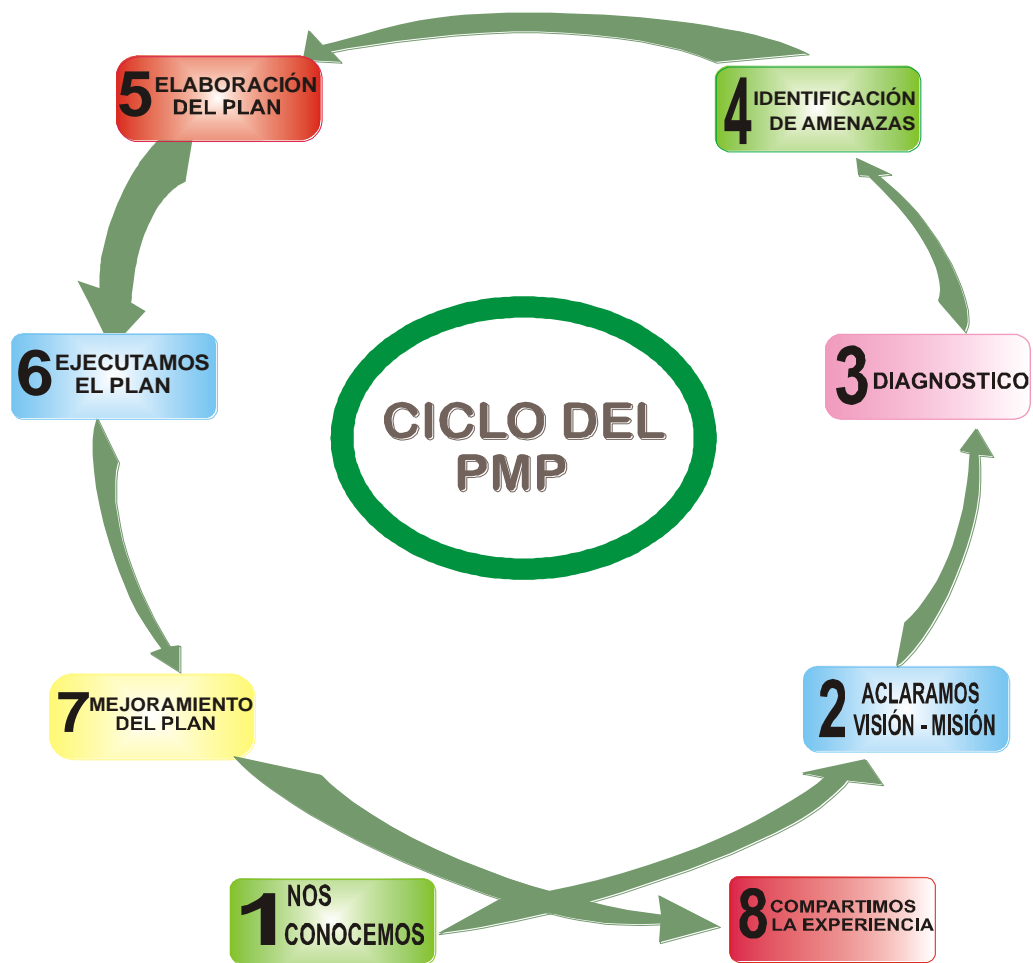 5 ELABORACIÓN
DEL PLAN
4 IDENTIFICACIÓN
DE AMENAZAS
6 EJECUTAMOS
EL PLAN
CICLO DEL
PMP
3 DIAGNOSTICO
7 MEJORAMIENTO
DEL PLAN
2 ACLARAMOS
VISIÓN - MISIÓN
1 NOS
CONOCEMOS
8 COMPARTIMOS
LA EXPERIENCIA